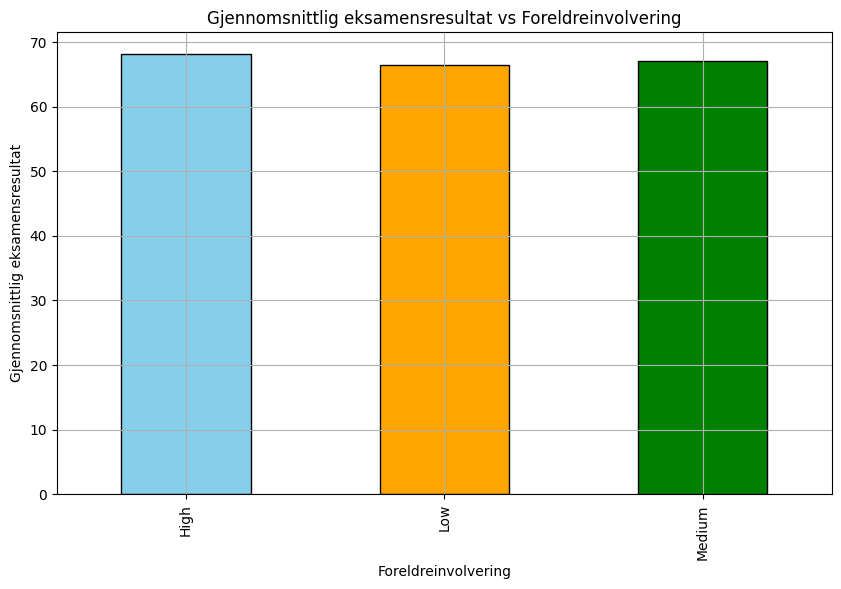 Gjennomsnittlig eksamensresultat vs Foreldreinvolvering
Gjennomsnittlig eksamensresultat
70
60
50
40
30
20
10
0
High
Low
Medium
Foreldreinvolvering